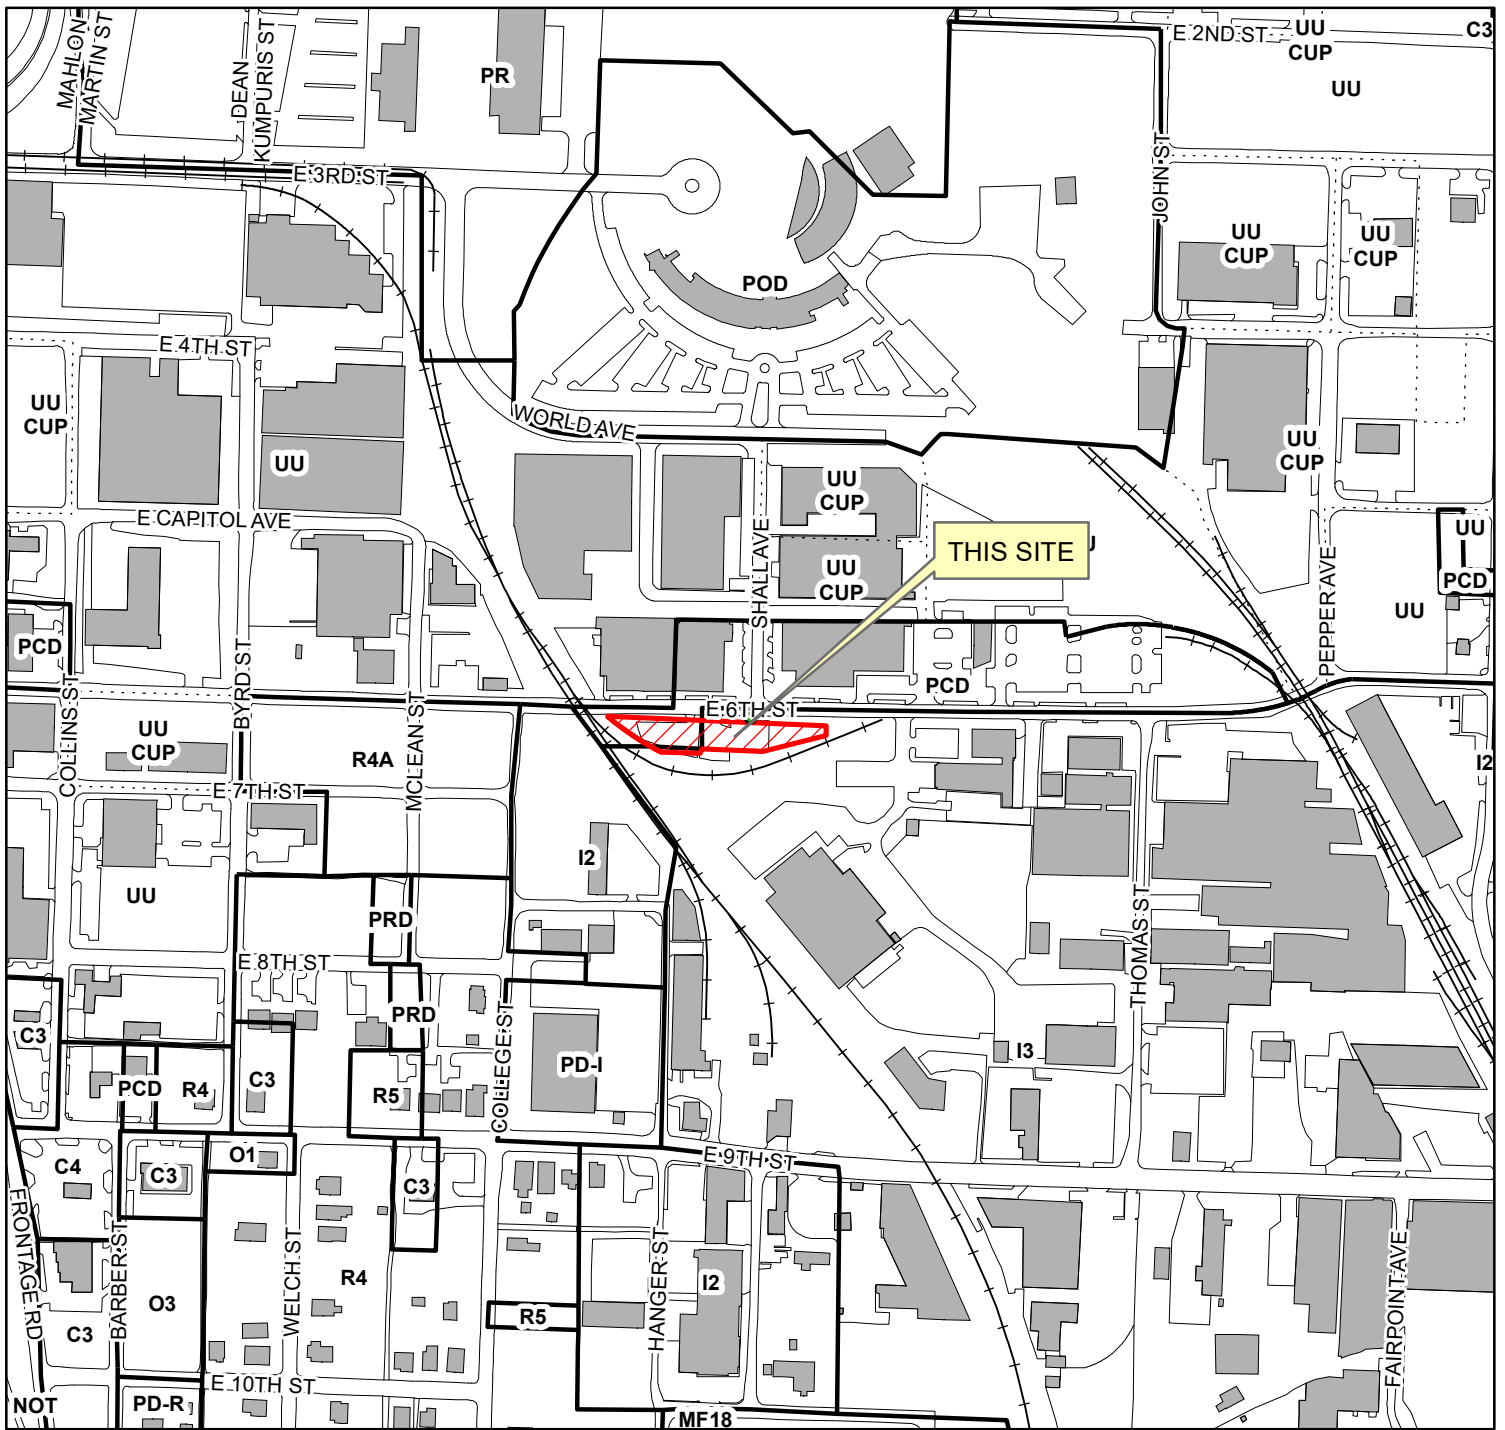 E 2ND ST
UU
CUP
C3
MAHLON
MARTIN ST
DEAN
KUMPURIS ST
PR
UU
JOHN ST
E 3RD ST
UU
CUP
UU
CUP
POD
E 4TH ST
UU
CUP
WORLD AVE
UU
UU
CUP
UU
CUP
E CAPITOL AVE
SHALL AVE
THIS SITE
UU
CUP
UU
PCD
PEPPER AVE
UU
PCD
BYRD ST
COLLINS ST
MCLEAN ST
PCD
E 6TH ST
UU
CUP
R4A
I2
E 7TH ST
I2
UU
PRD
THOMAS ST
E 8TH ST
PRD
COLLEGE ST
C3
PD-I
I3
PCD
R4
C3
R5
O1
E 9TH ST
C4
C3
C3
FRONTAGE RD
BARBER ST
WELCH ST
HANGER ST
FAIRPOINT AVE
R4
I2
O3
R5
C3
E 10TH ST
NOT
PD-R
MF18